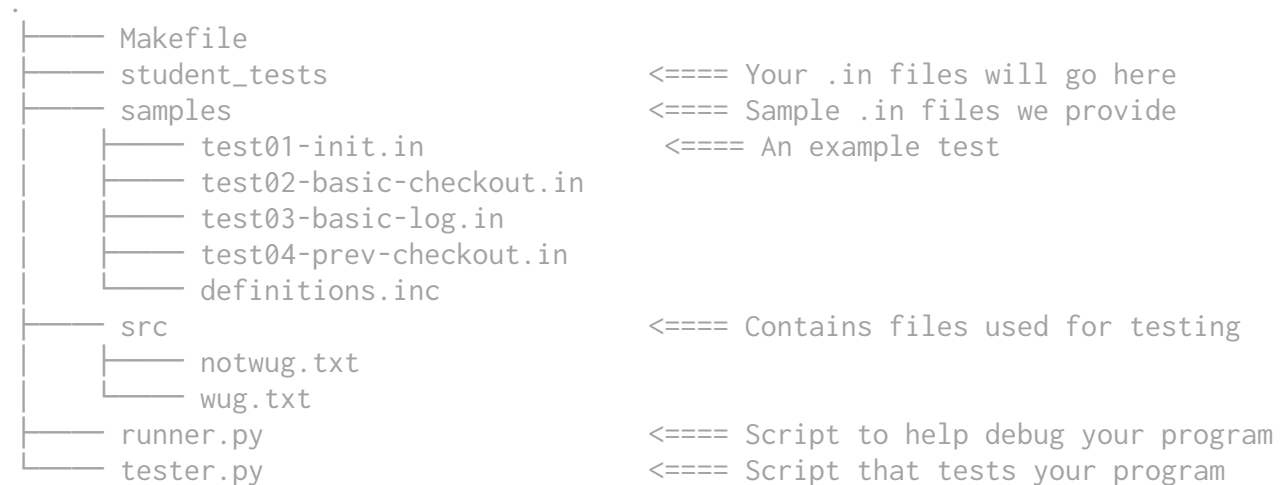 .
├──── Makefile
├──── student_tests                    <==== Your .in files will go here
├──── samples                          <==== Sample .in files we provide
│   ├──── test01-init.in                <==== An example test
│   ├──── test02-basic-checkout.in
│   ├──── test03-basic-log.in
│   ├──── test04-prev-checkout.in
│   └──── definitions.inc
├──── src                              <==== Contains files used for testing
│   ├──── notwug.txt
│   └──── wug.txt
├──── runner.py                        <==== Script to help debug your program
└──── tester.py                        <==== Script that tests your program